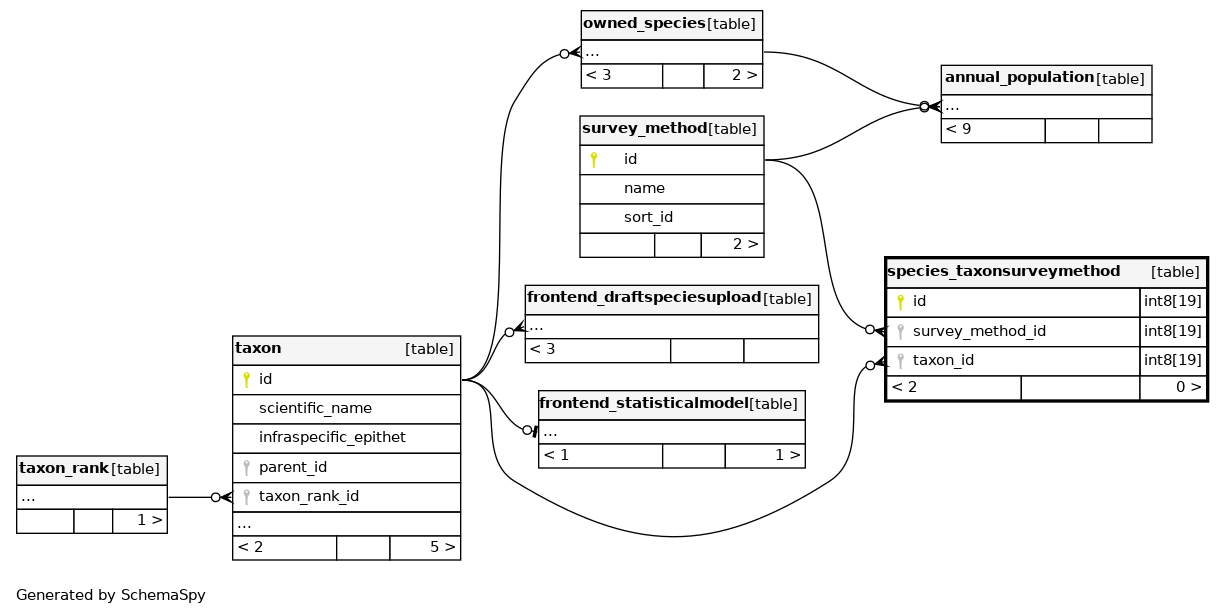 owned_species [table]
...
< 3 2 >
annual_population [table]
...
< 9
survey_method [table]
id
name
sort_id
2 >
species_taxonsurveymethod [table]
id int8[19]
survey_method_id int8[19]
taxon_id int8[19]
< 2 0 >
frontend_draftspeciesupload [table]
...
< 3
taxon [table]
id
scientific_name
infraspecific_epithet
parent_id
taxon_rank_id
...
< 2 5 >
frontend_statisticalmodel [table]
...
< 1 1 >
taxon_rank [table]
...
1 >
Generated by SchemaSpy